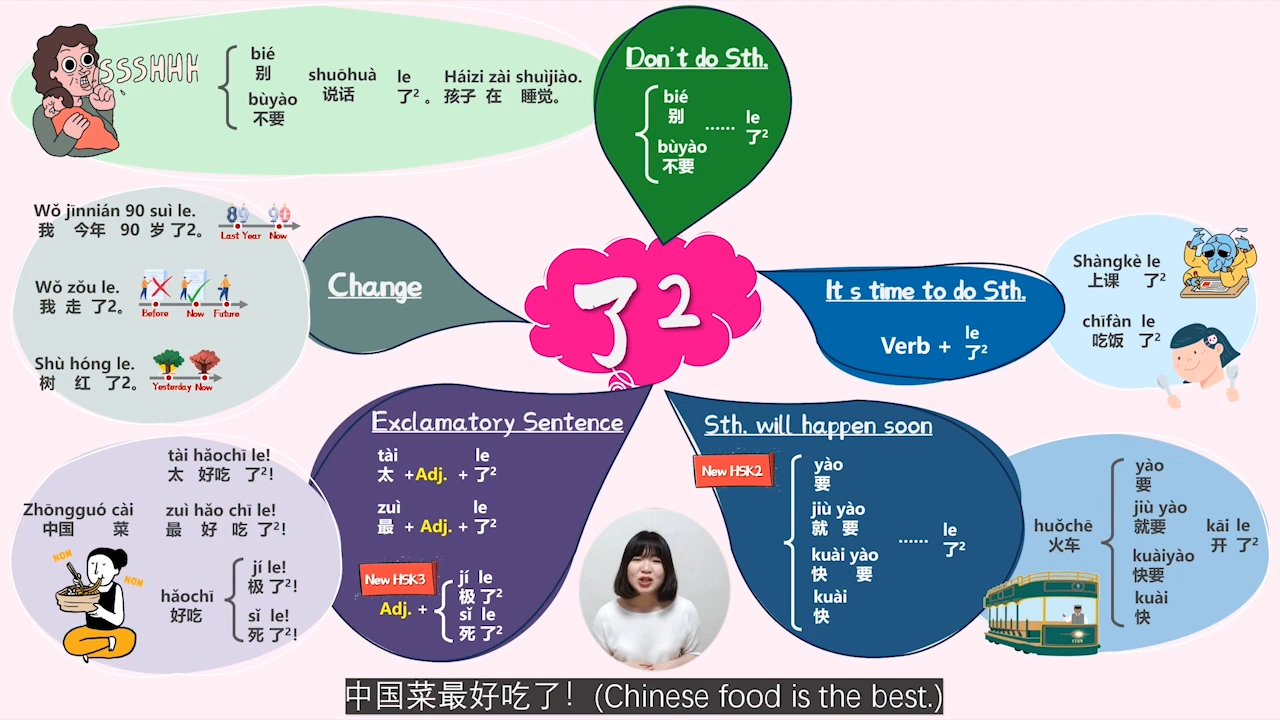 SSSSHHH
bié
别
bùyào
不要
shuōhuà
说话
le
了²。
Háizi zài shuìjiào.
孩子 在 睡觉。
Don't do Sth.
bié
别
bùyào
不要
......
le
了²
Wǒ jīnnián 90 suì le.
我 今年 90 岁 了2。
89 90
Last Year Now
Wǒ zǒu le.
我 走 了2。
Before Now Future
Shù hóng le.
树 红 了2。
Yesterday Now
Change
了²
It s time to do Sth.
Verb +
le
了²
Shàngkè le
上课 了²
chīfàn le
吃饭 了²
Exclamatory Sentence
tài le
太 +Adj. + 了²
zuì le
最 + Adj. + 了²
New HSK3
Adj. +
jí le
极 了²
sǐ le
死 了²
tài hǎochī le!
太 好吃 了²!
Zhōngguó cài
中国 菜
zuì hǎo chī le!
最 好 吃 了²!
NOM
NOM
hǎochī
好吃
jí le!
极 了²!
sǐ le!
死 了²!
Sth. will happen soon
New HSK2
yào
要
jiù yào
就 要
kuài yào
快 要
kuài
快
......
le
了²
huǒchē
火车
yào
要
jiù yào
就要
kuàiyào
快要
kuài
快
kāi le
开 了²
中国菜最好吃了！(Chinese food is the best.)